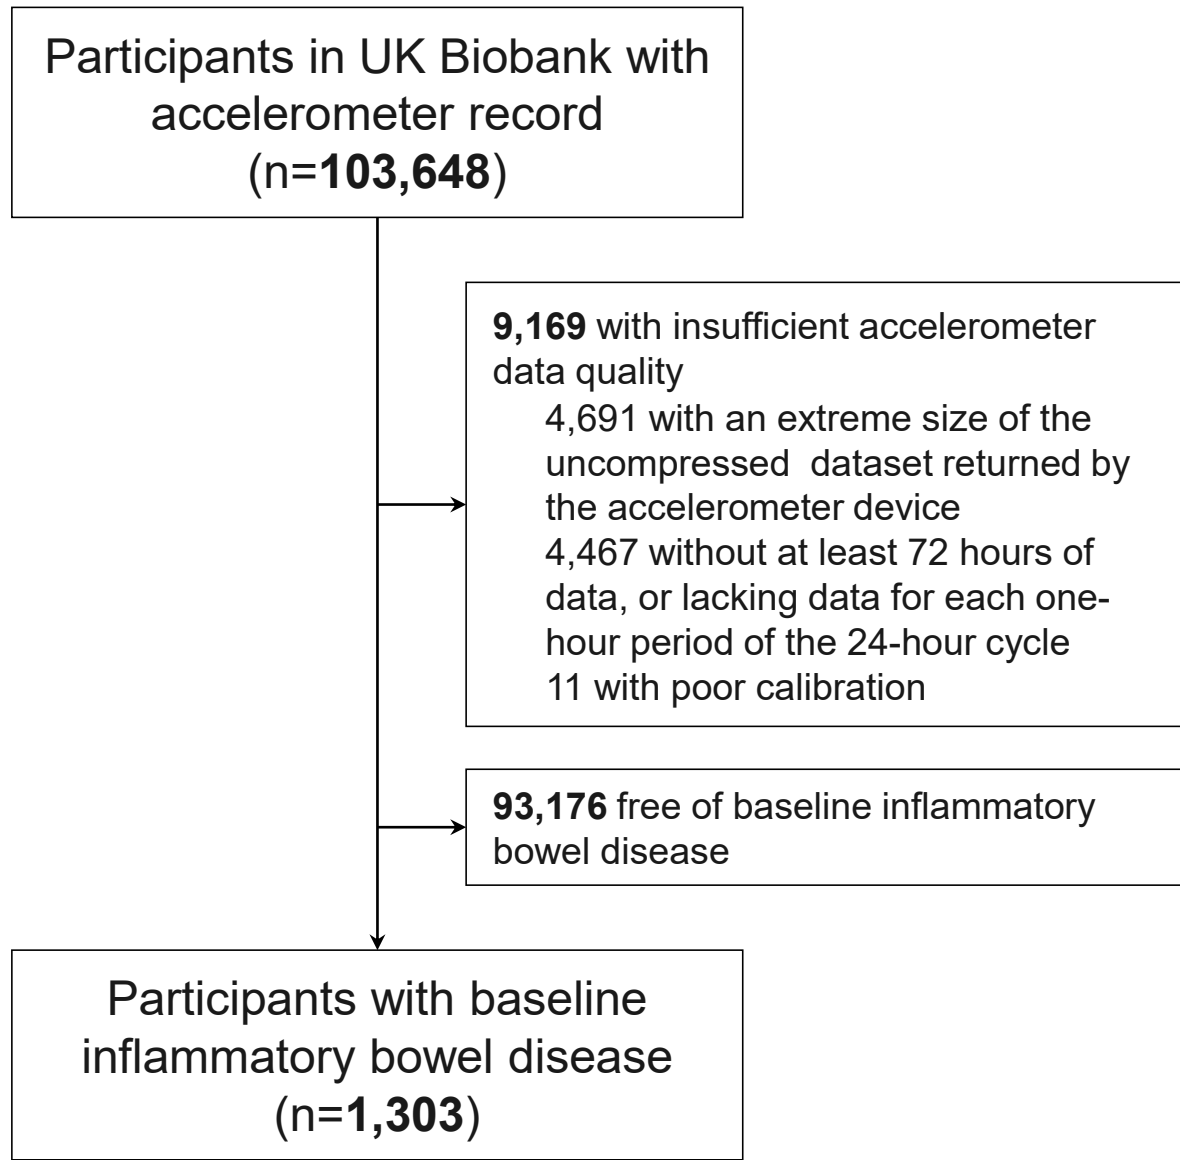 Participants in UK Biobank with
accelerometer record
(n=103,648)
9,169 with insufficient accelerometer
data quality
4,691 with an extreme size of the
uncompressed  dataset returned by
the accelerometer device
4,467 without at least 72 hours of
data, or lacking data for each one-
hour period of the 24-hour cycle
11 with poor calibration
93,176 free of baseline inflammatory
bowel disease
Participants with baseline
inflammatory bowel disease
(n=1,303)